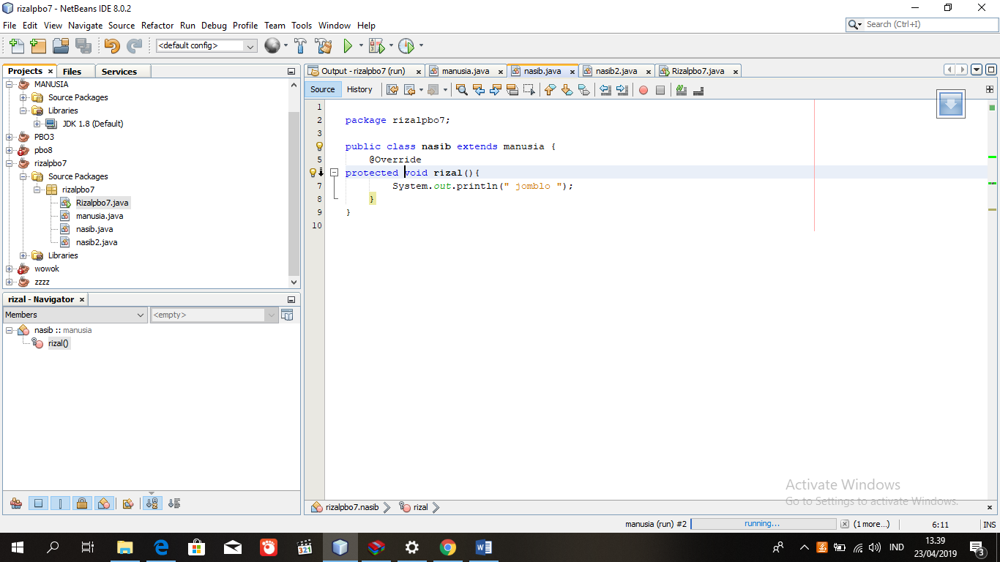 rizalpbo7 - NetBeans IDE 8.0.2
File Edit View Navigate Source Refactor Run Debug Profile Team Tools Window Help
Search (Ctrl+I)
<default config>
Projects Files Services
MANUSIA
Source Packages
Libraries
JDK 1.8 (Default)
PBO3
pbo8
rizalpbo7
Source Packages
rizalpbo7
Rizalpbo7.java
manusia.java
nasib.java
nasib2.java
Libraries
wowok
zzzz
rizal - Navigator
Members <empty>
nasib :: manusia
rizal()
Output - rizalpbo7 (run) manusia.java nasib.java nasib2.java Rizalpbo7.java
Source History
1
2 package rizalpbo7;
3
public class nasib extends manusia {
5 @Override
protected void rizal(){
7 System.out.println(" jomblo ");
8 }
9 }
10
Activate Windows
Go to Settings to activate Windows.
rizalpbo7.nasib rizal
manusia (run) #2 running... (1 more...) 6:11 INS
321
IND
13.39
23/04/2019
3